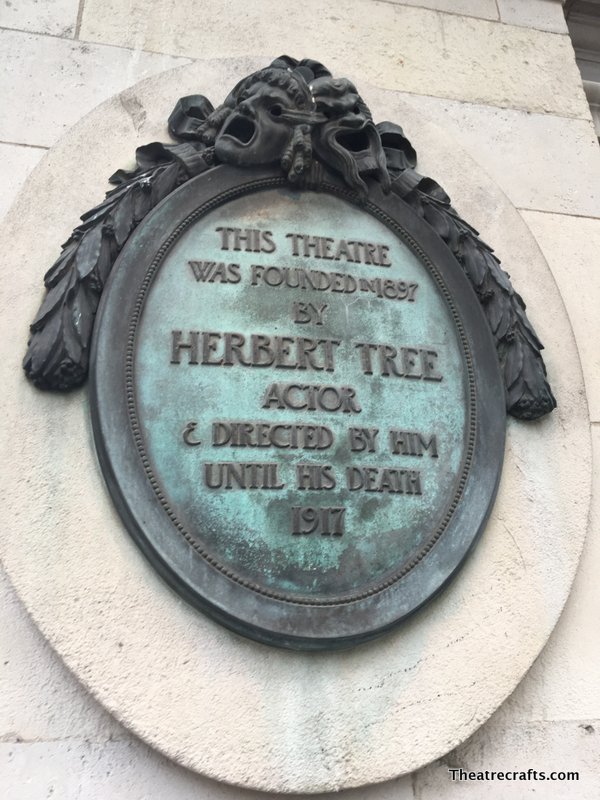 THIS THEATRE
WAS FOUNDED IN 1897
BY
HERBERT TREE
ACTOR
& DIRECTED BY HIM
UNTIL HIS DEATH
1917
Theatrecrafts.com